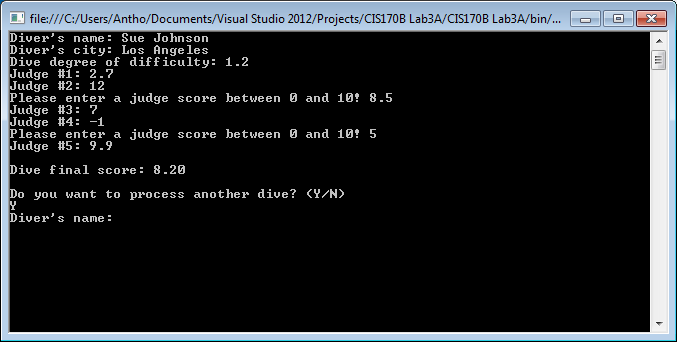 file:///C:/Users/Antho/Documents/Visual Studio 2012/Projects/CIS170B Lab3A/CIS170B Lab3A/bin/...
Diver's name: Sue Johnson
Diver's city: Los Angeles
Dive degree of difficulty: 1.2
Judge #1: 2.7
Judge #2: 12
Please enter a judge score between 0 and 10! 8.5
Judge #3: 7
Judge #4: -1
Please enter a judge score between 0 and 10! 5
Judge #5: 9.9
Dive final score: 8.20
Do you want to process another dive? (Y/N)
Y
Diver's name: